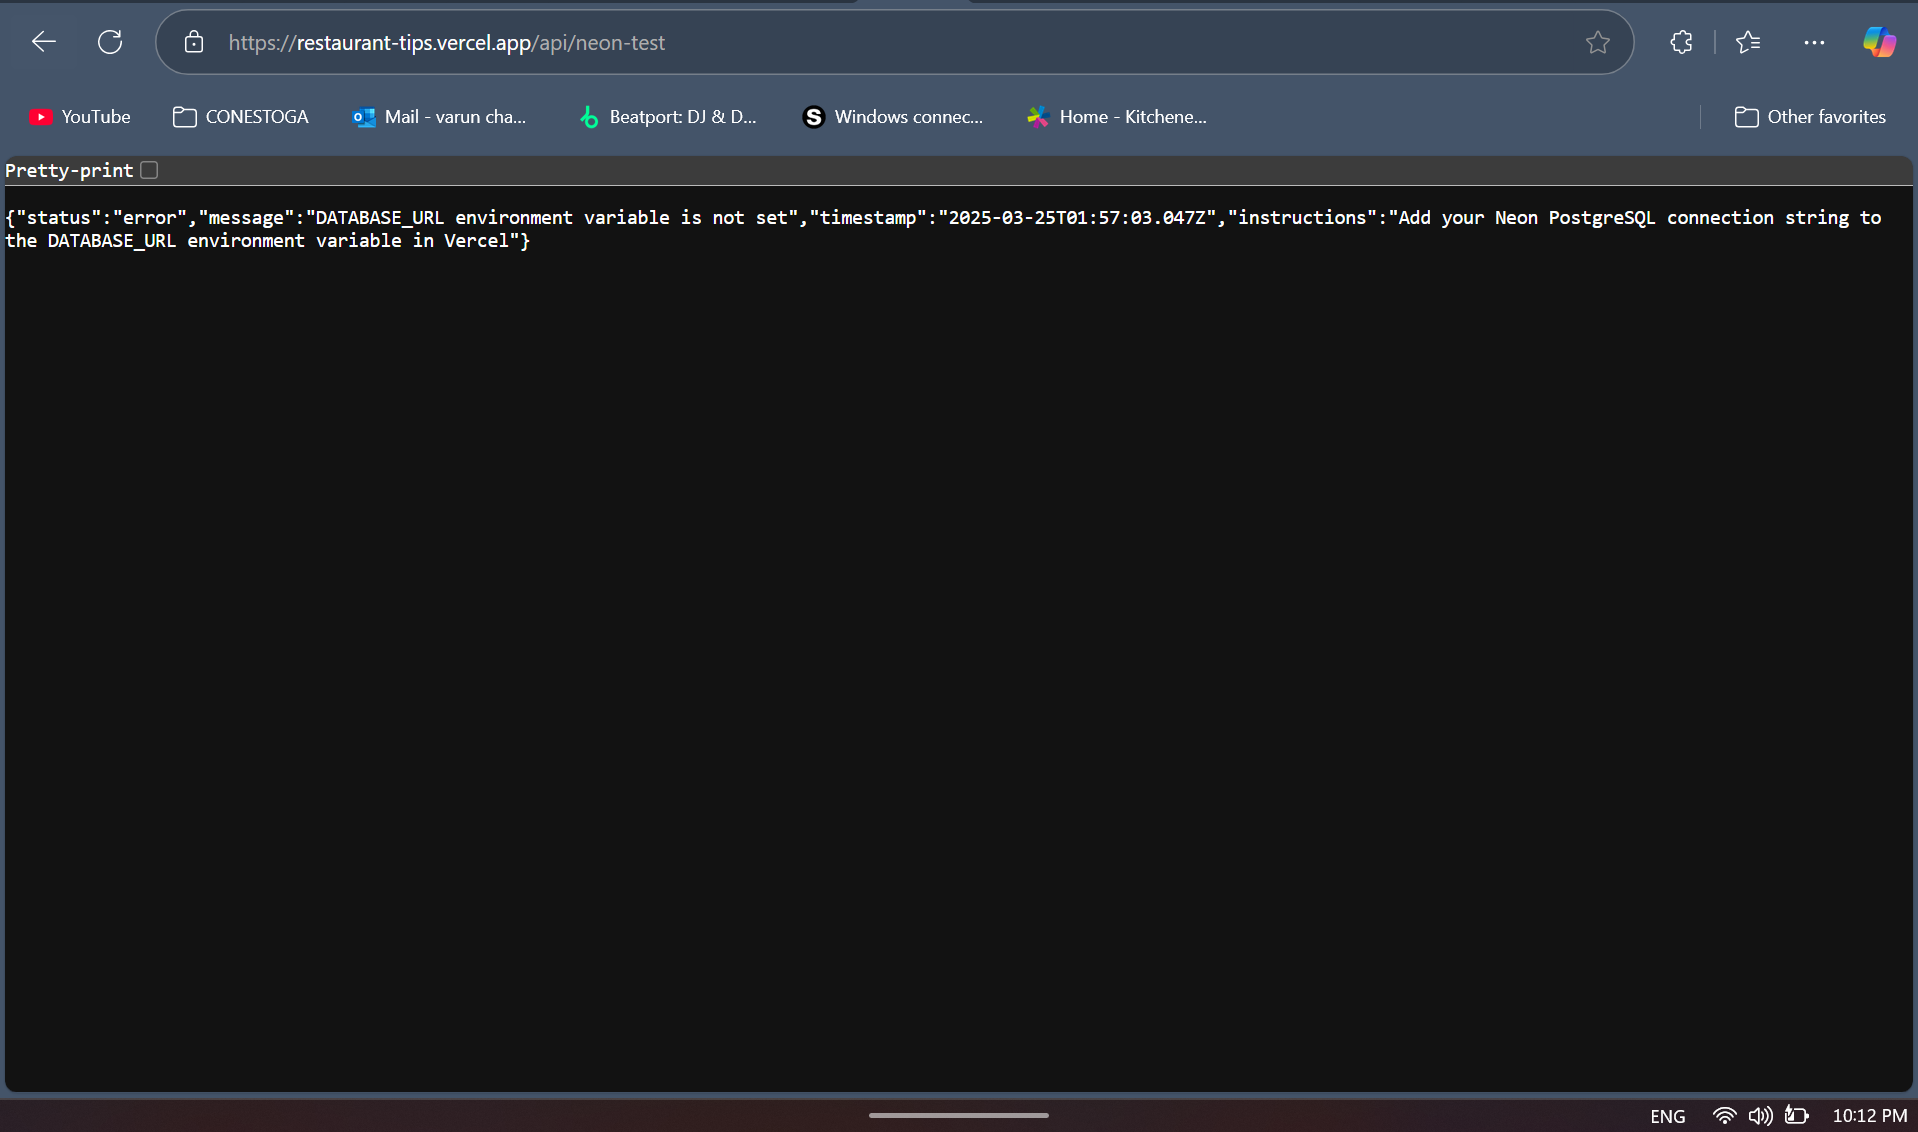 https://restaurant-tips.vercel.app/api/neon-test
YouTube
CONESTOGA
Mail - varun cha...
Beatport: DJ & D...
Windows connec...
Home - Kitchene...
Other favorites
Pretty-print
{"status":"error","message":"DATABASE_URL environment variable is not set","timestamp":"2025-03-25T01:57:03.047Z","instructions":"Add your Neon PostgreSQL connection string to
the DATABASE_URL environment variable in Vercel"}
ENG
10:12 PM